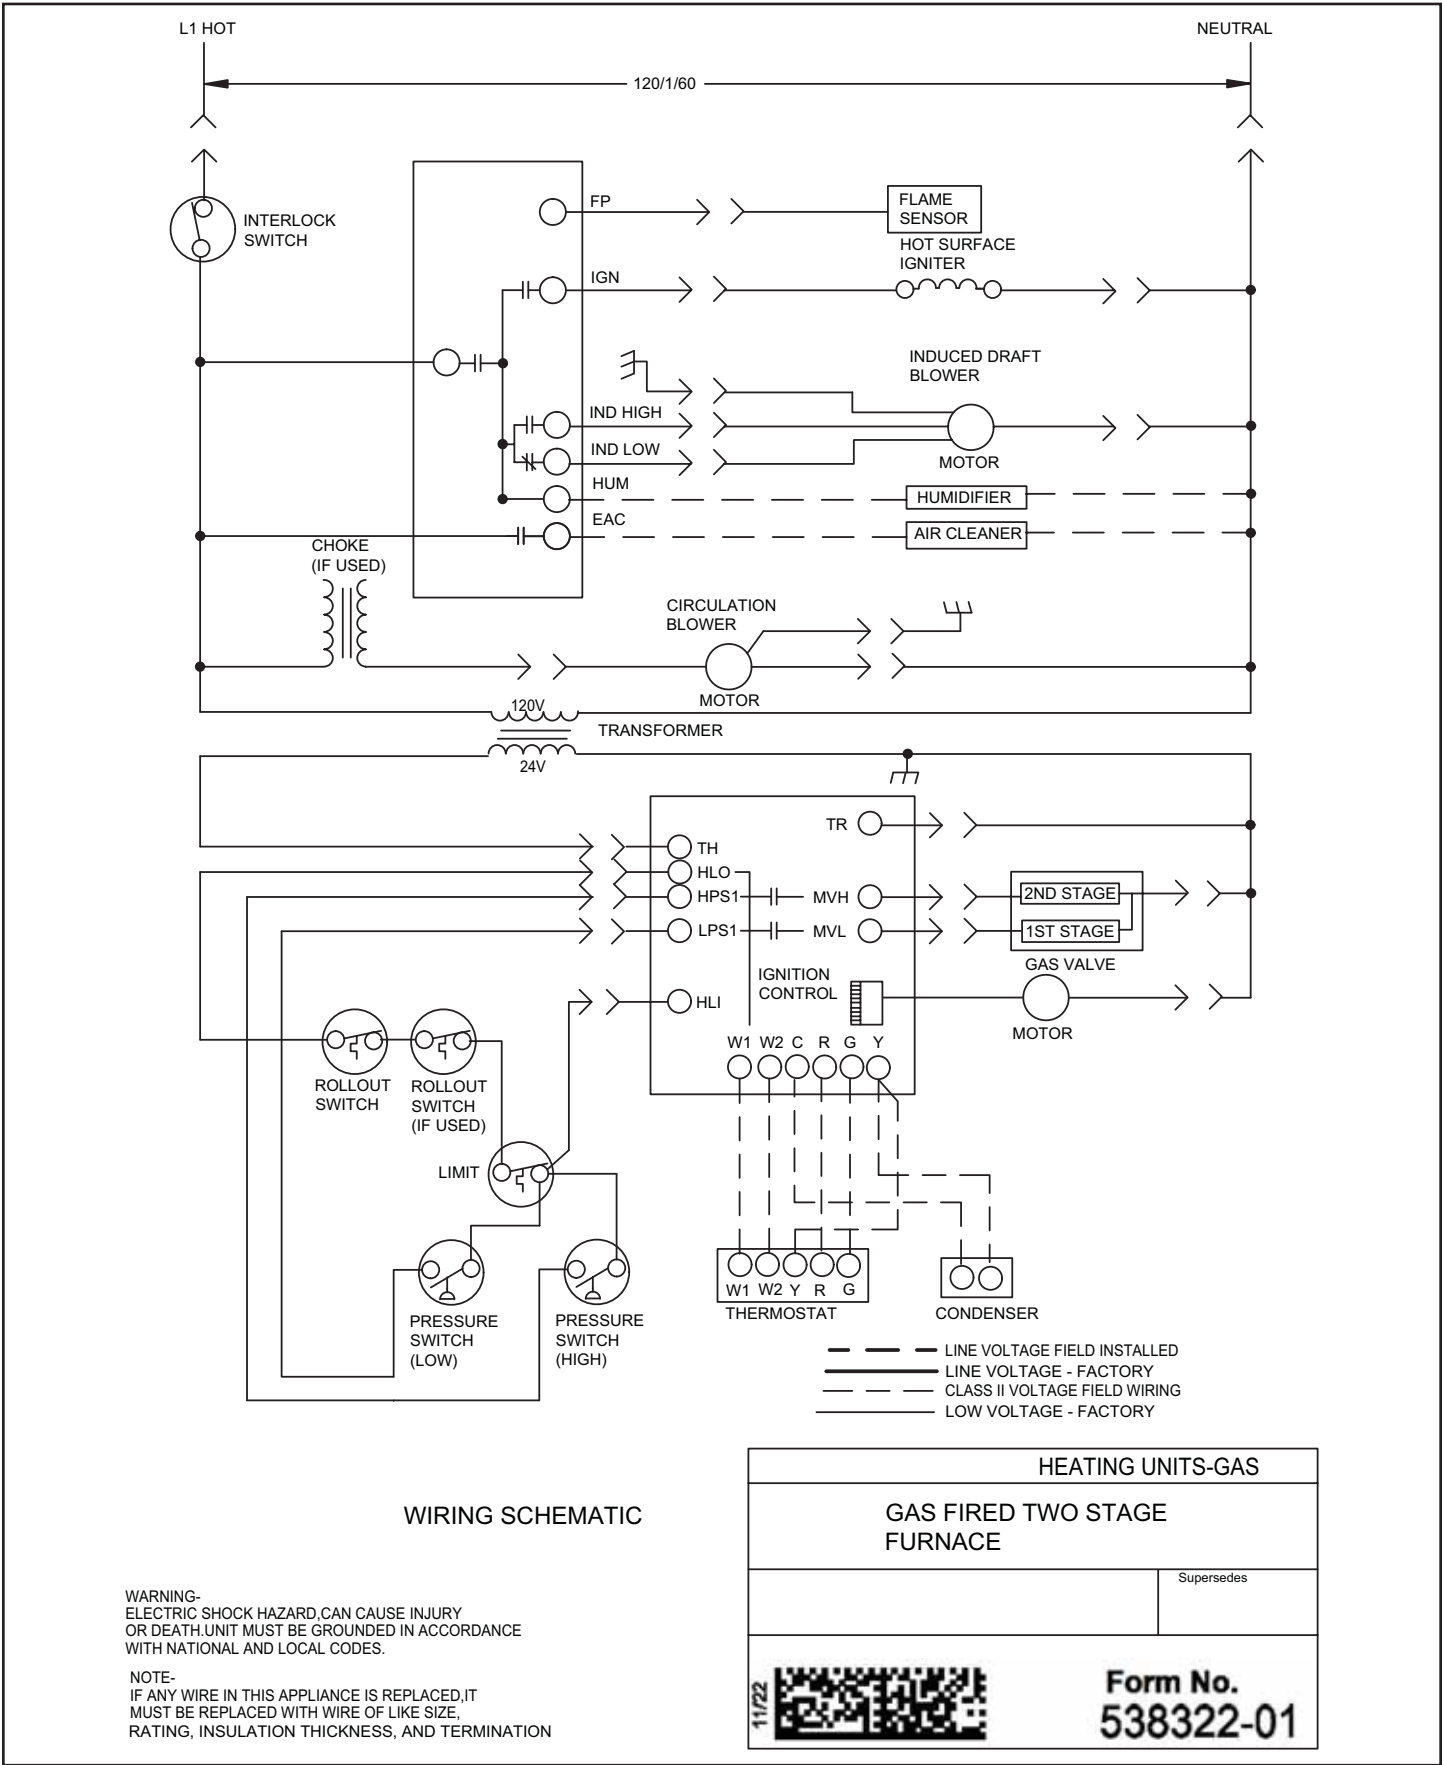 L1 HOT
NEUTRAL
120/1/60
INTERLOCK
SWITCH
FP
FLAME
SENSOR
HOT SURFACE
IGNITER
IGN
INDUCED DRAFT
BLOWER
IND HIGH
IND LOW
MOTOR
HUM
HUMIDIFIER
EAC
AIR CLEANER
CHOKE
(IF USED)
CIRCULATION
BLOWER
MOTOR
120V
TRANSFORMER
24V
TR
TH
HLO
HPS1
MVH
2ND STAGE
LPS1
MVL
1ST STAGE
GAS VALVE
IGNITION
CONTROL
HLI
MOTOR
W1 W2 C R G Y
ROLLOUT
SWITCH
ROLLOUT
SWITCH
(IF USED)
LIMIT
W1 W2 Y R G
THERMOSTAT
CONDENSER
PRESSURE
SWITCH
(LOW)
PRESSURE
SWITCH
(HIGH)
LINE VOLTAGE FIELD INSTALLED
LINE VOLTAGE - FACTORY
CLASS II VOLTAGE FIELD WIRING
LOW VOLTAGE - FACTORY
WIRING SCHEMATIC
HEATING UNITS-GAS
GAS FIRED TWO STAGE
FURNACE
Supersedes
11/22
Form No.
538322-01
WARNING-
ELECTRIC SHOCK HAZARD,CAN CAUSE INJURY
OR DEATH.UNIT MUST BE GROUNDED IN ACCORDANCE
WITH NATIONAL AND LOCAL CODES.
NOTE-
IF ANY WIRE IN THIS APPLIANCE IS REPLACED,IT
MUST BE REPLACED WITH WIRE OF LIKE SIZE,
RATING, INSULATION THICKNESS, AND TERMINATION